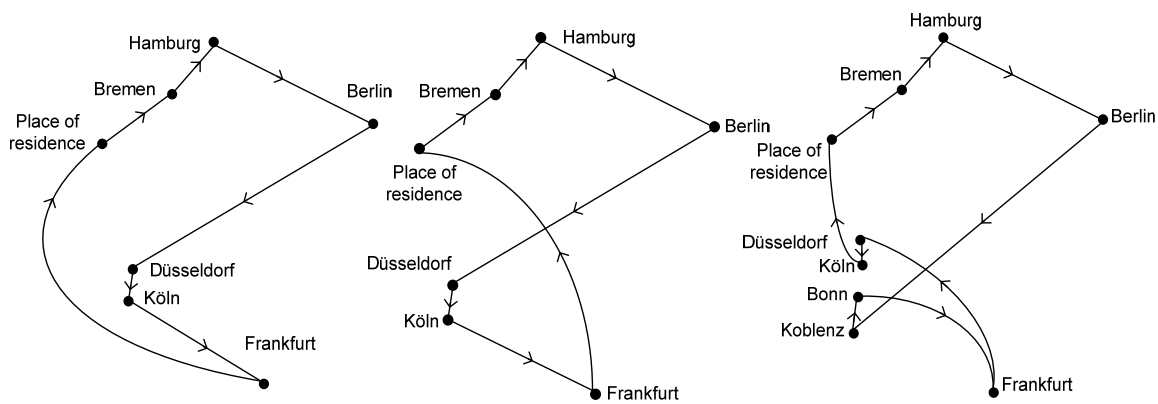 Hamburg
Bremen
Berlin
Place of
residence
Düsseldorf
Köln
Frankfurt
Hamburg
Bremen
Berlin
Place of
residence
Düsseldorf
Köln
Frankfurt
Hamburg
Bremen
Berlin
Place of
residence
Düsseldorf
Köln
Bonn
Koblenz
Frankfurt